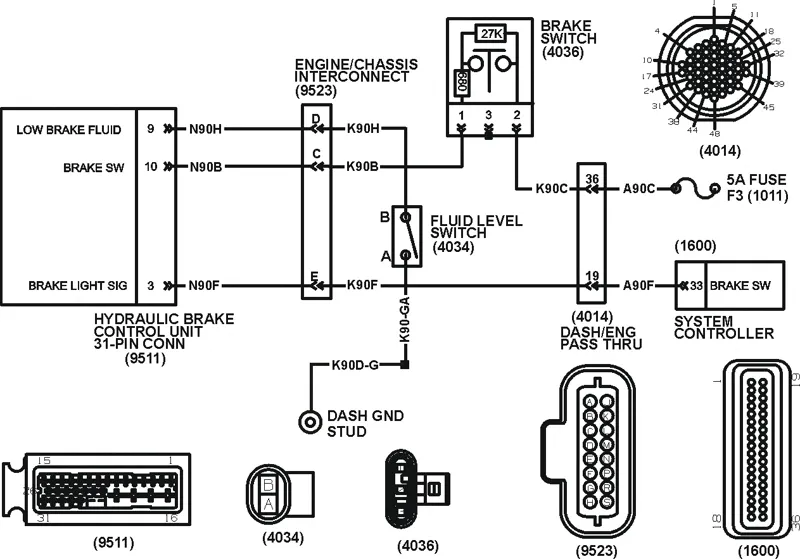 BRAKE
SWITCH
(4036)
27K
680
1 3 2
ENGINE/CHASSIS
INTERCONNECT
(9523)
1
5
11
4
18
25
10
32
17
24
39
31
38
45
44
48
(4014)
LOW BRAKE FLUID 9 N90H D K90H
BRAKE SW 10 N90B C K90B
K90C 36 A90C
5A FUSE
F3 (1011)
B
A
FLUID LEVEL
SWITCH
(4034)
BRAKE LIGHT SIG 3 N90F E K90F 19 A90F
(1600)
33 BRAKE SW
SYSTEM
CONTROLLER
HYDRAULIC BRAKE
CONTROL UNIT
31-PIN CONN
(9511)
K90-GA
(4014)
DASH/ENG
PASS THRU
K90D-G
DASH GND
STUD
15 1
26
31 16
(9511)
B
A
(4034)
(4036)
A J
B K
C L
D M
E N
F P
G R
H S
(9523)
1 19
18 36
(1600)